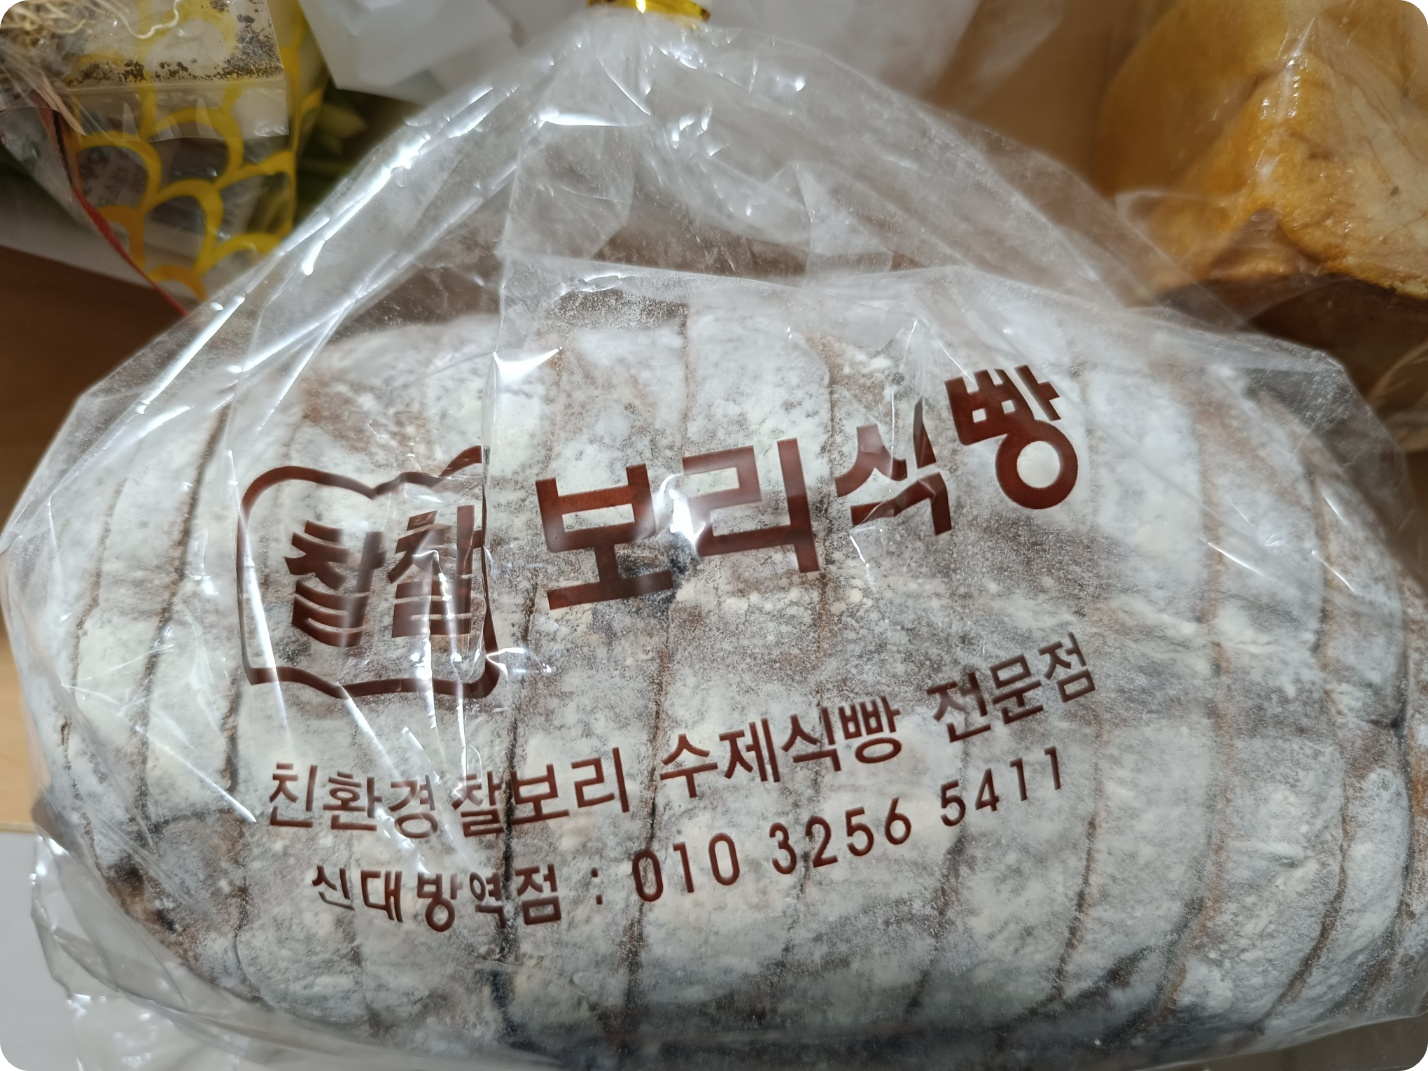 찰찰 보리식빵
친환경찰보리 수제식빵 전문점
신대방역점 : 010 3256 5411